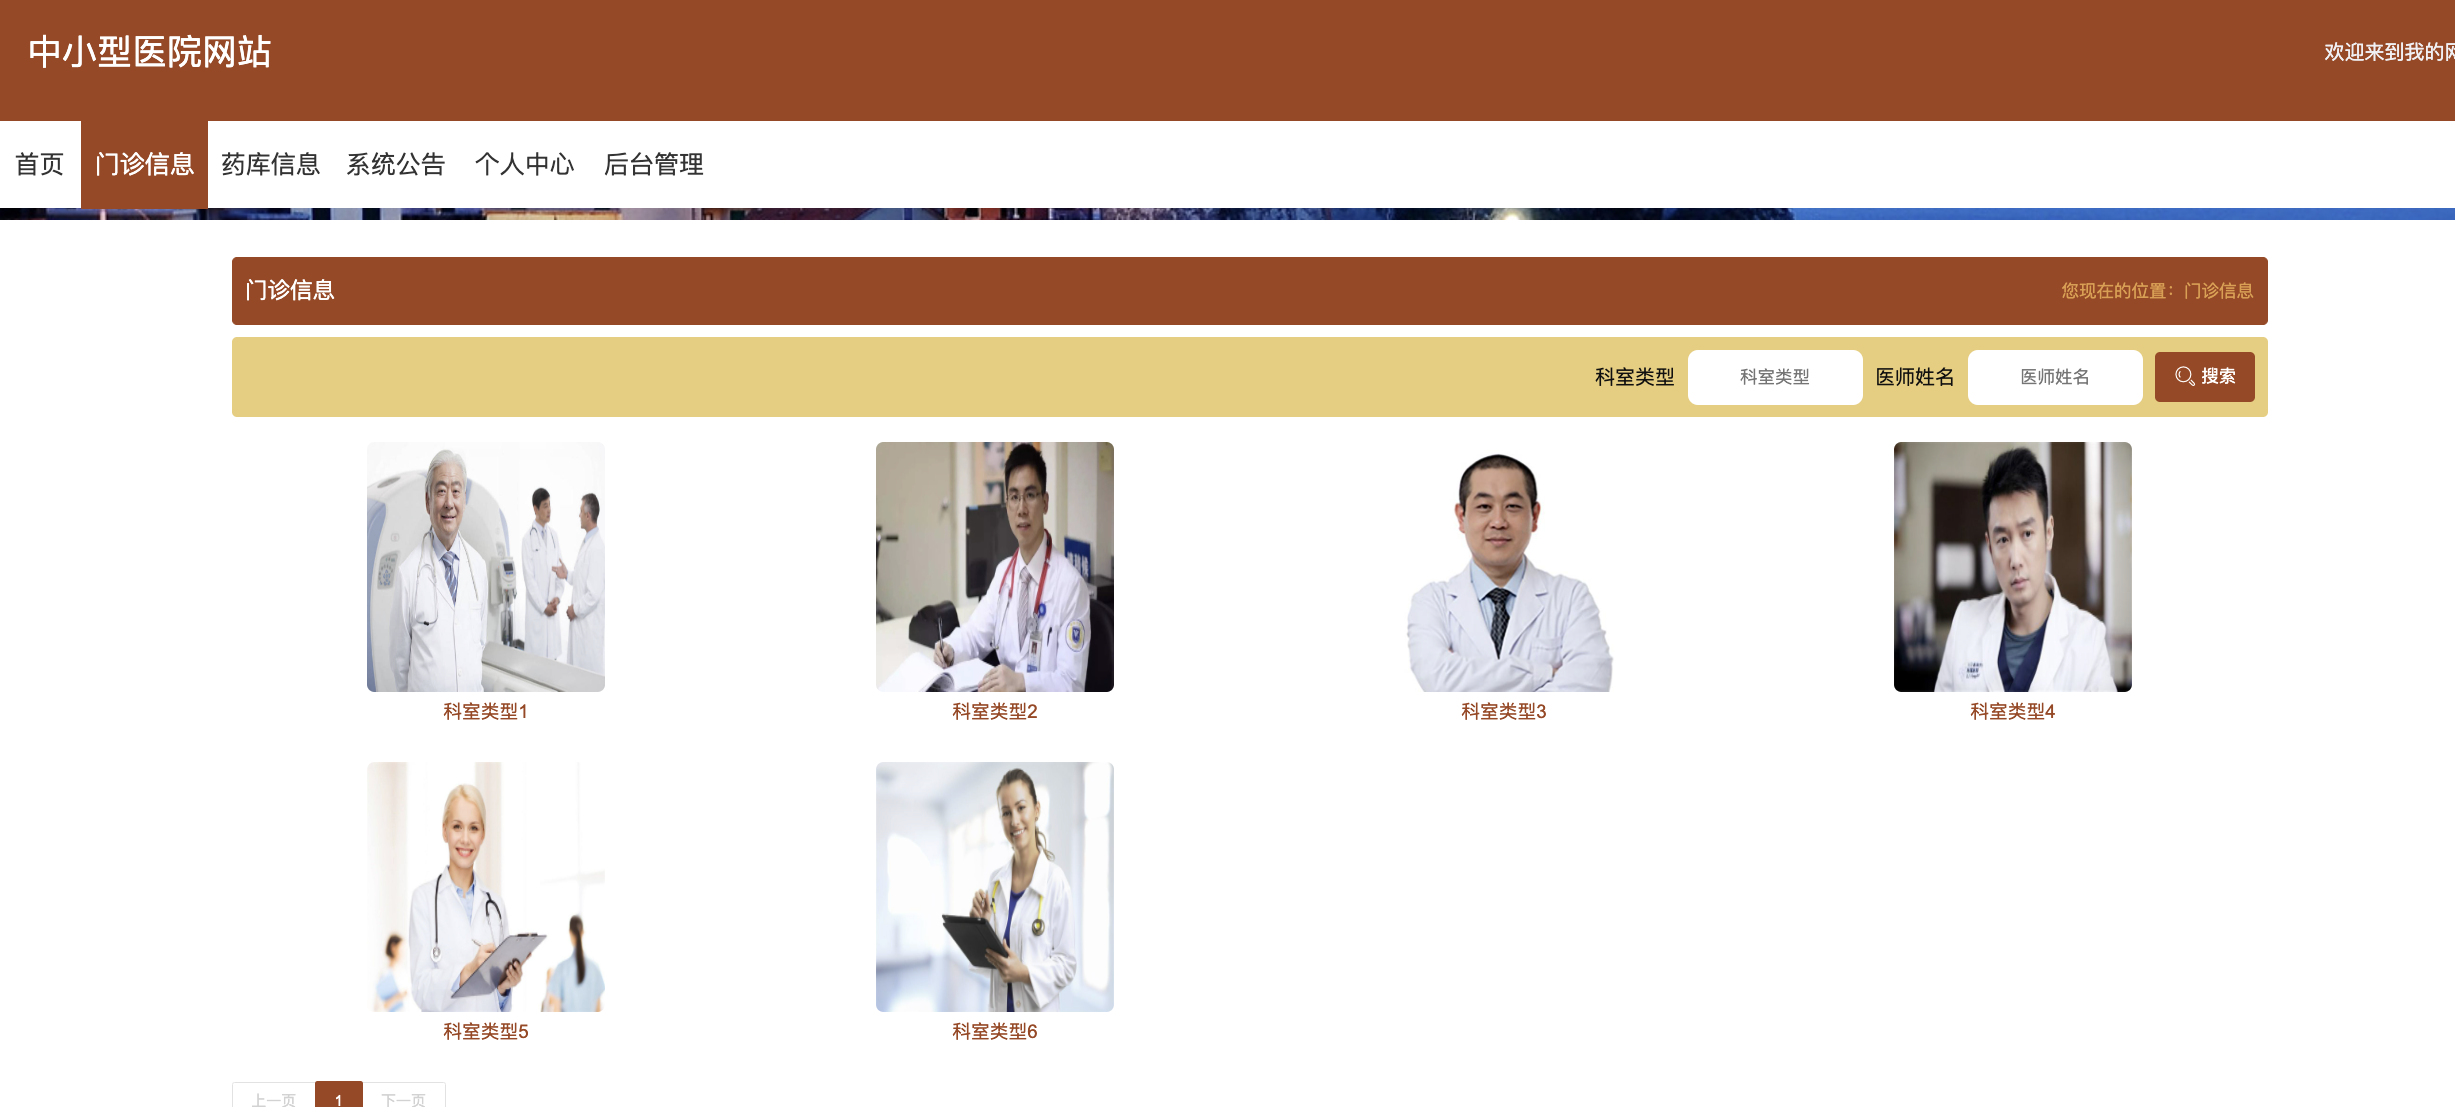 中小型医院网站
欢迎来到我的
首页 门诊信息 药库信息 系统公告 个人中心 后台管理
门诊信息 您现在的位置：门诊信息
科室类型 科室类型 医师姓名 医师姓名 搜索
科室类型1 科室类型2 科室类型3 科室类型4
科室类型5 科室类型6
上一页 1 下一页